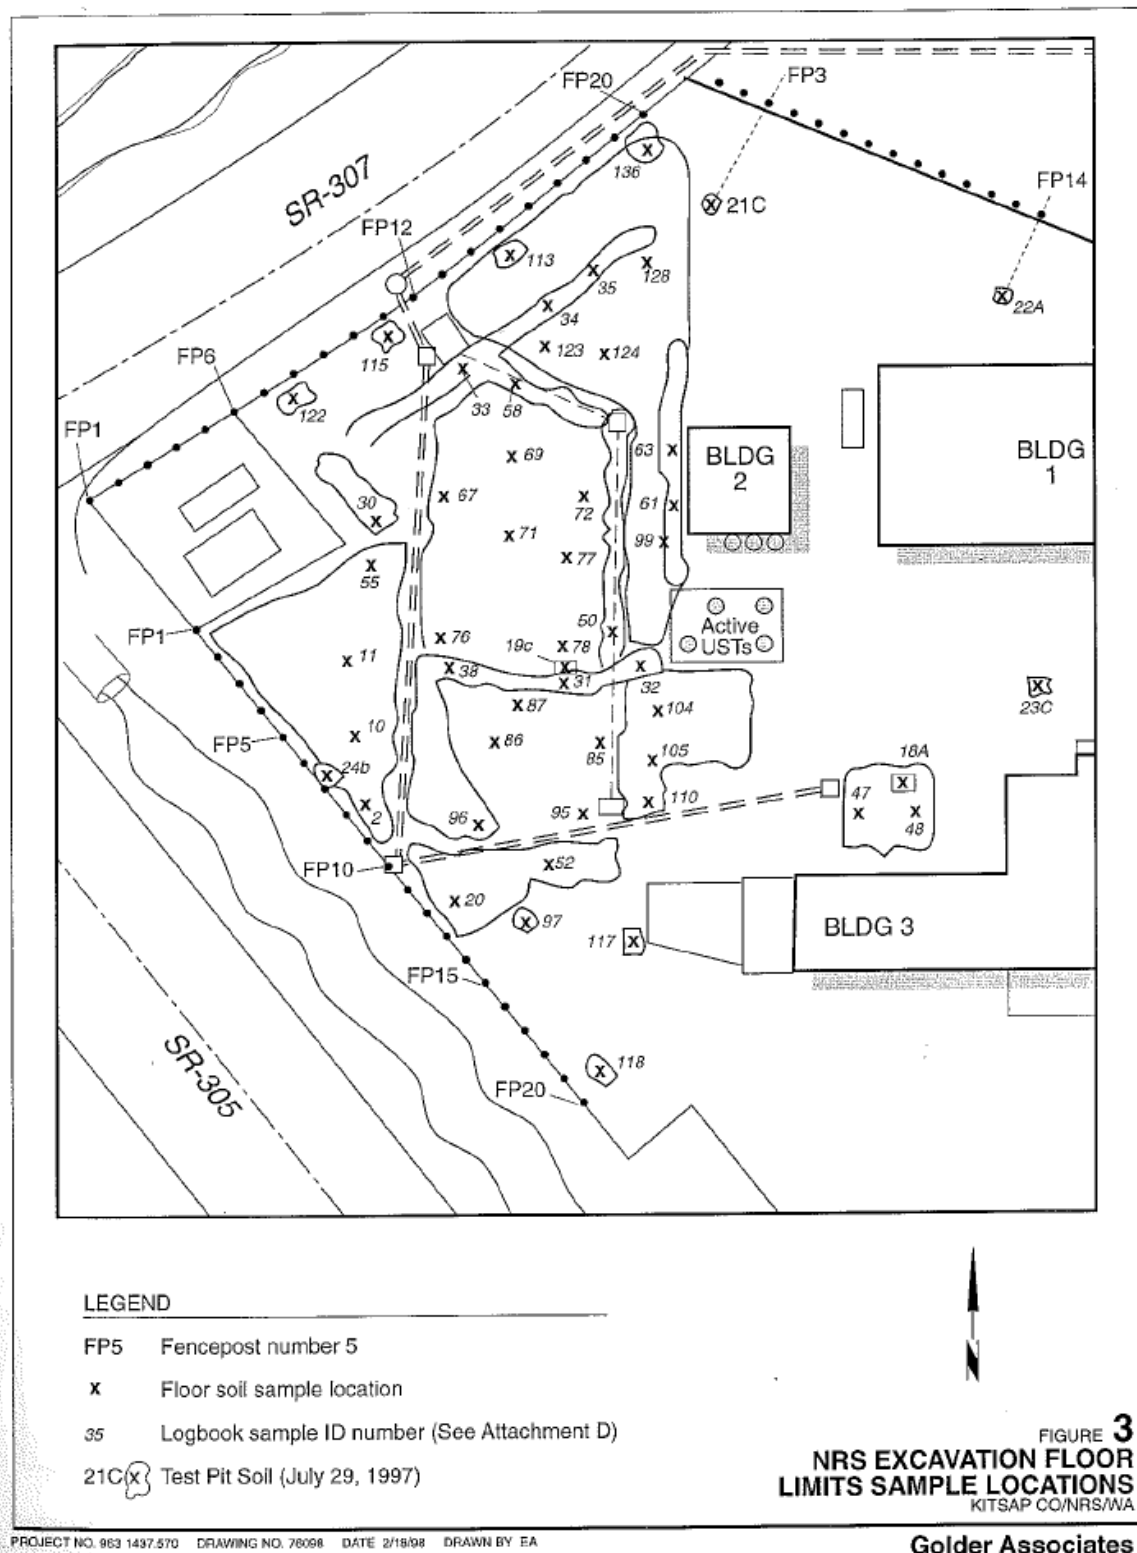 FP20
FP3
136
21C
FP14
SR-307
FP12
113
128
35
22A
34
115
123
124
FP6
33
58
122
FP1
63
BLDG
2
BLDG
1
69
67
72
61
30
71
99
77
55
FP1
76
50
Active
USTs
78
19c
11
38
31
32
23C
87
104
10
FP5
86
85
105
18A
24b
2
96
95
110
47
48
FP10
52
20
97
117
BLDG 3
FP15
118
SR-305
FP20
LEGEND
FP5 Fencepost number 5
x Floor soil sample location
35 Logbook sample ID number (See Attachment D)
21C x Test Pit Soil (July 29, 1997)
N
FIGURE 3
NRS EXCAVATION FLOOR
LIMITS SAMPLE LOCATIONS
KITSAP CO/NRS/WA
PROJECT NO. 963 1437.570 DRAWING NO. 76098 DATE 2/18/98 DRAWN BY EA
Golder Associates